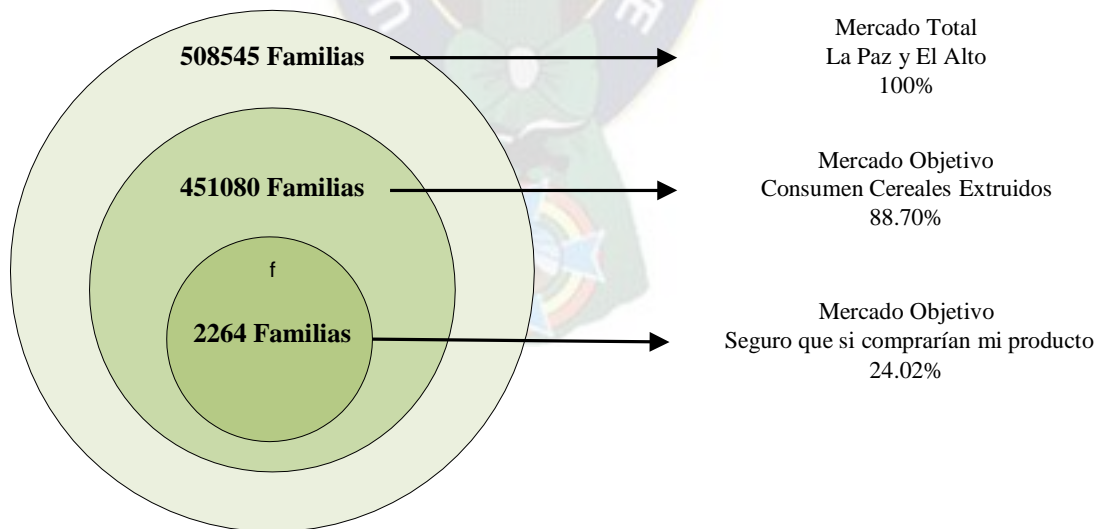 508545 Familias
Mercado Total
La Paz y El Alto
100%
451080 Familias
Mercado Objetivo
Consumen Cereales Extruidos
88.70%
f
2264 Familias
Mercado Objetivo
Seguro que si comprarían mi producto
24.02%